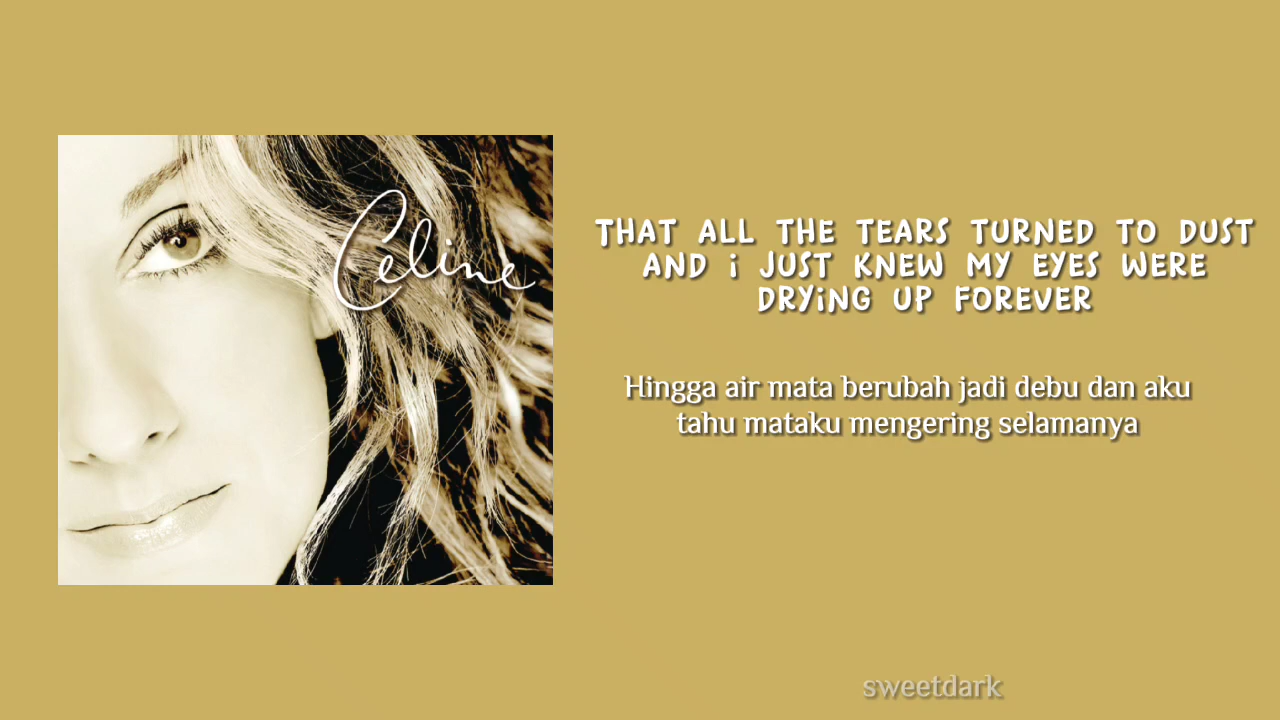 Celine
THAT ALL THE TEARS TURNED TO DUST
AND i JUST KNEW MY EYES WERE
DRYiNG UP FOREVER
Hingga air mata berubah jadi debu dan aku
tahu mataku mengering selamanya
sweetdark